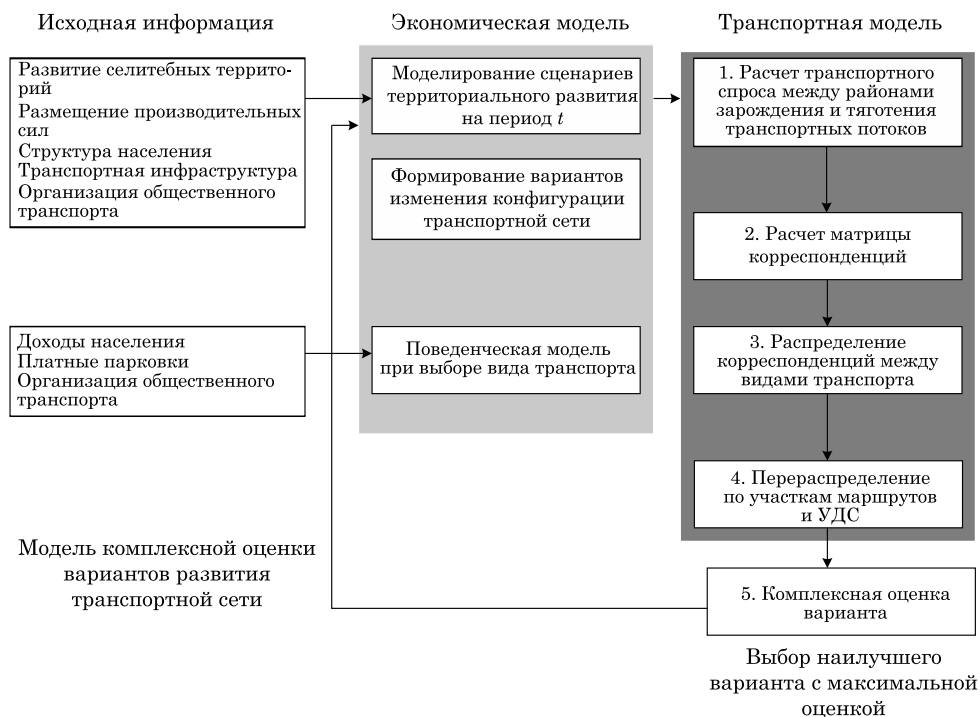 Исходная информация
Развитие селитебных террито-
рий
Размещение производительных
сил
Структура населения
Транспортная инфраструктура
Организация общественного
транспорта
Доходы населения
Платные парковки
Организация общественного
транспорта
Модель комплексной оценки
вариантов развития
транспортной сети
Экономическая модель
Моделирование сценариев
территориального развития
на период t
Формирование вариантов
изменения конфигурации
транспортной сети
Поведенческая модель
при выборе вида транспорта
Транспортная модель
1. Расчет транспортного
спроса между районами
зарождения и тяготения
транспортных потоков
2. Расчет матрицы
корреспонденций
3. Распределение
корреспонденций между
видами транспорта
4. Перераспределение
по участкам маршрутов
и УДС
5. Комплексная оценка
варианта
Выбор наилучшего
варианта с максимальной
оценкой